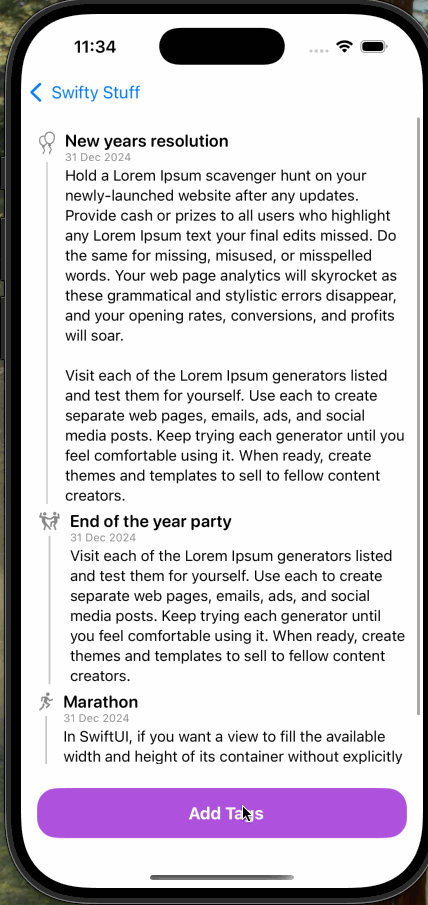 11:34
Swifty Stuff
New years resolution
31 Dec 2024
Hold a Lorem Ipsum scavenger hunt on your
newly-launched website after any updates.
Provide cash or prizes to all users who highlight
any Lorem Ipsum text your final edits missed. Do
the same for missing, misused, or misspelled
words. Your web page analytics will skyrocket as
these grammatical and stylistic errors disappear,
and your opening rates, conversions, and profits
will soar.
Visit each of the Lorem Ipsum generators listed
and test them for yourself. Use each to create
separate web pages, emails, ads, and social
media posts. Keep trying each generator until you
feel comfortable using it. When ready, create
themes and templates to sell to fellow content
creators.
End of the year party
31 Dec 2024
Visit each of the Lorem Ipsum generators listed
and test them for yourself. Use each to create
separate web pages, emails, ads, and social
media posts. Keep trying each generator until
you feel comfortable using it. When ready, create
themes and templates to sell to fellow content
creators.
Marathon
31 Dec 2024
In SwiftUI, if you want a view to fill the available
width and height of its container without explicitly
Add Tags